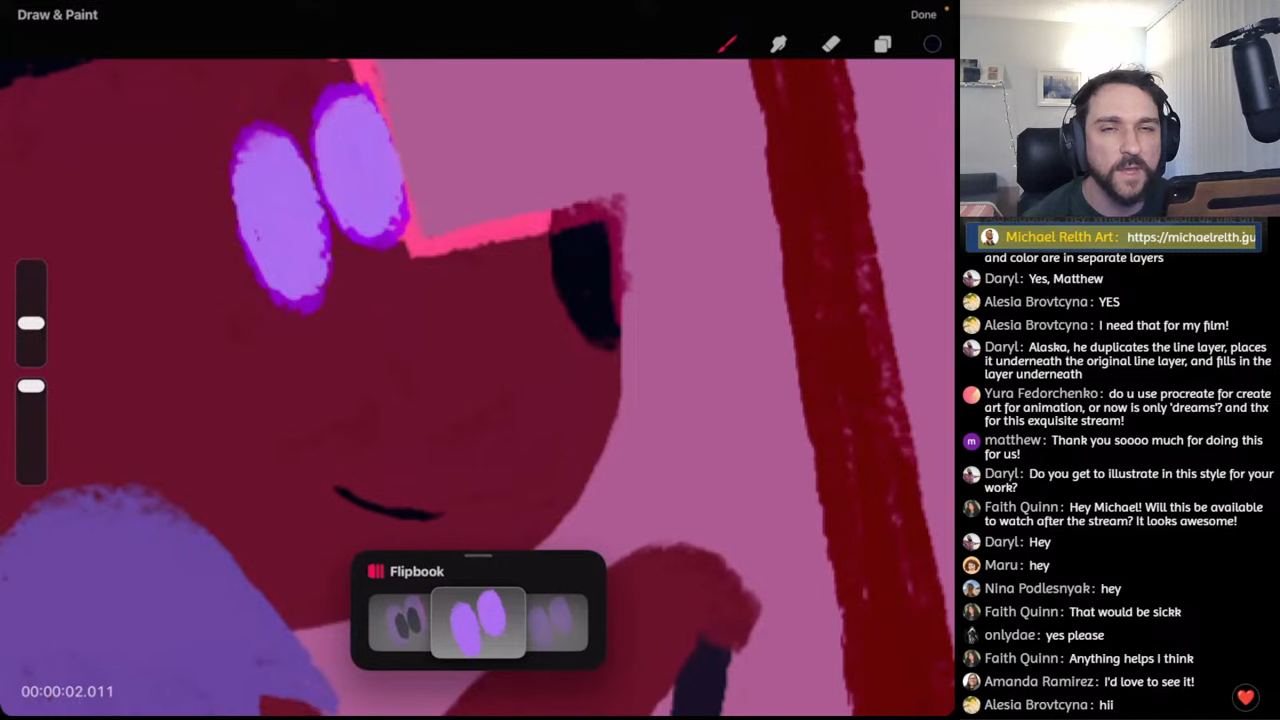 Draw & Paint
Done
Michael Relth Art: https://michaelrelth.gu
and color are in separate layers
Daryl: Yes, Matthew
Alesia Brovtcyna: YES
Alesia Brovtcyna: I need that for my film!
Daryl: Alaska, he duplicates the line layer, places
it underneath the original line layer, and fills in the
layer underneath
Yura Fedorchenko: do u use procreate for create
art for animation, or now is only 'dreams'? and thx
for this exquisite stream!
m matthew: Thank you soooo much for doing this
for us!
Daryl: Do you get to illustrate in this style for your
work?
Faith Quinn: Hey Michael! Will this be available
to watch after the stream? It looks awesome!
Daryl: Hey
Maru: hey
Nina Podlesnyak: hey
Faith Quinn: That would be sickk
onlydae: yes please
Faith Quinn: Anything helps I think
Amanda Ramirez: I'd love to see it!
Alesia Brovtcyna: hii
Flipbook
00:00:02.011